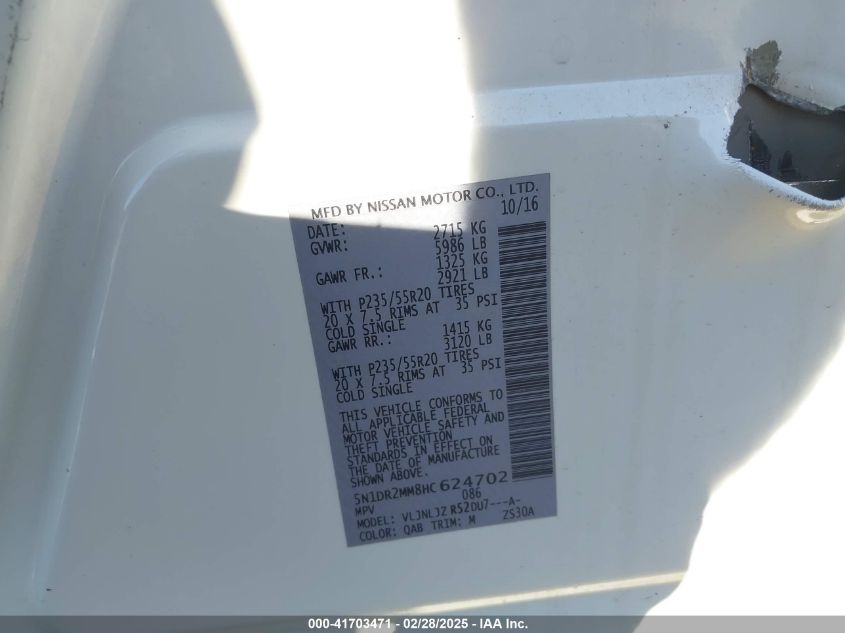 MFD BY NISSAN MOTOR CO., LTD.
DATE: 10/16
GVWR: 2715 KG
5986 LB
GAWR FR.: 1325 KG
2921 LB
WITH P235/55R20 TIRES
20 X 7.5 RIMS AT 35 PSI
COLD SINGLE
GAWR RR.: 1415 KG
3120 LB
WITH P235/55R20 TIRES
20 X 7.5 RIMS AT 35 PSI
COLD SINGLE
THIS VEHICLE CONFORMS TO
ALL APPLICABLE FEDERAL
MOTOR VEHICLE SAFETY AND
THEFT PREVENTION
STANDARDS IN EFFECT ON
THE DATE OF MANUFACTURE
SHOWN ABOVE.
5N1DR2MM8HC624702
MPV 086
MODEL: VLJNLJZ R52DU7---A-
COLOR: QAB TRIM: M ZS30A
000-41703471 - 02/28/2025 - IAA Inc.